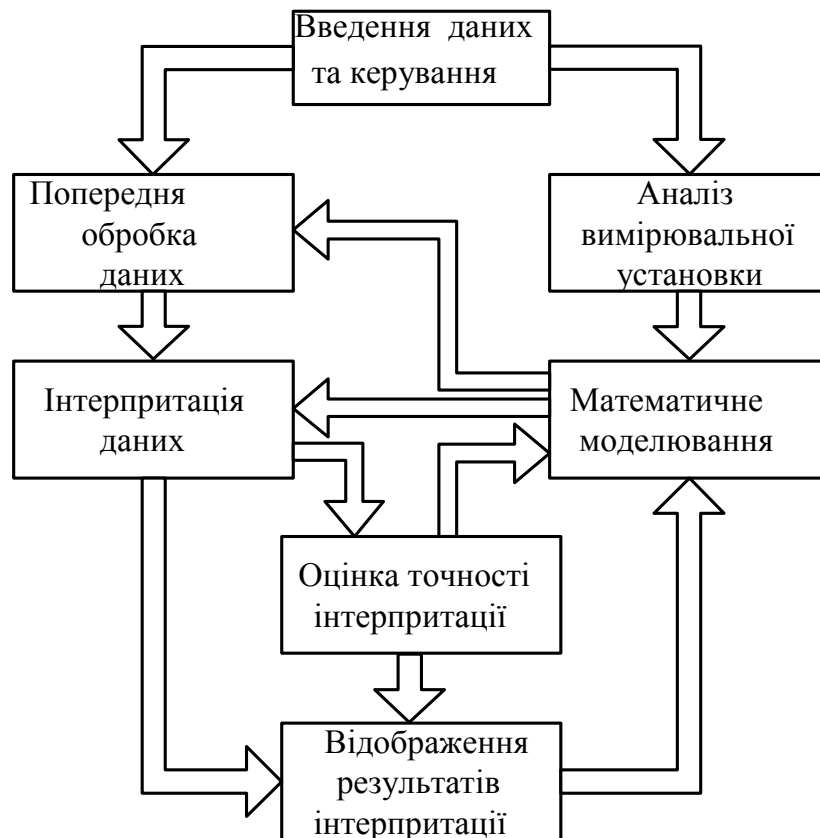 Введення даних
та керування
Попередня
обробка
даних
Аналіз
вимірювальної
установки
Інтерпритація
даних
Математичне
моделювання
Оцінка точності
інтерпритації
Відображення
результатів
інтерпритації